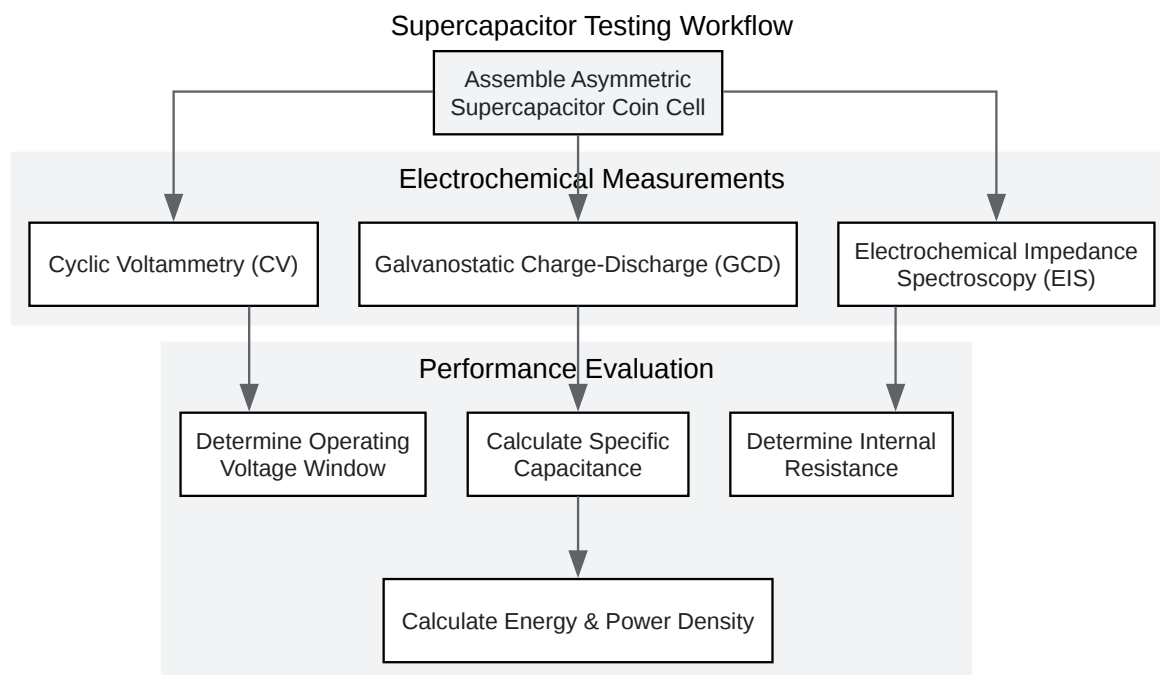 Supercapacitor Testing Workflow
Assemble Asymmetric
Supercapacitor Coin Cell
Electrochemical Measurements
Cyclic Voltammetry (CV)
Galvanostatic Charge-Discharge (GCD)
Electrochemical Impedance
Spectroscopy (EIS)
Performance Evaluation
Determine Operating
Voltage Window
Calculate Specific
Capacitance
Determine Internal
Resistance
Calculate Energy & Power Density